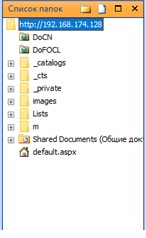 Список папок
http://192.168.174.128
DoCN
DoFOCL
_catalogs
_cts
_private
images
Lists
m
Shared Documents (Общие док
default.aspx